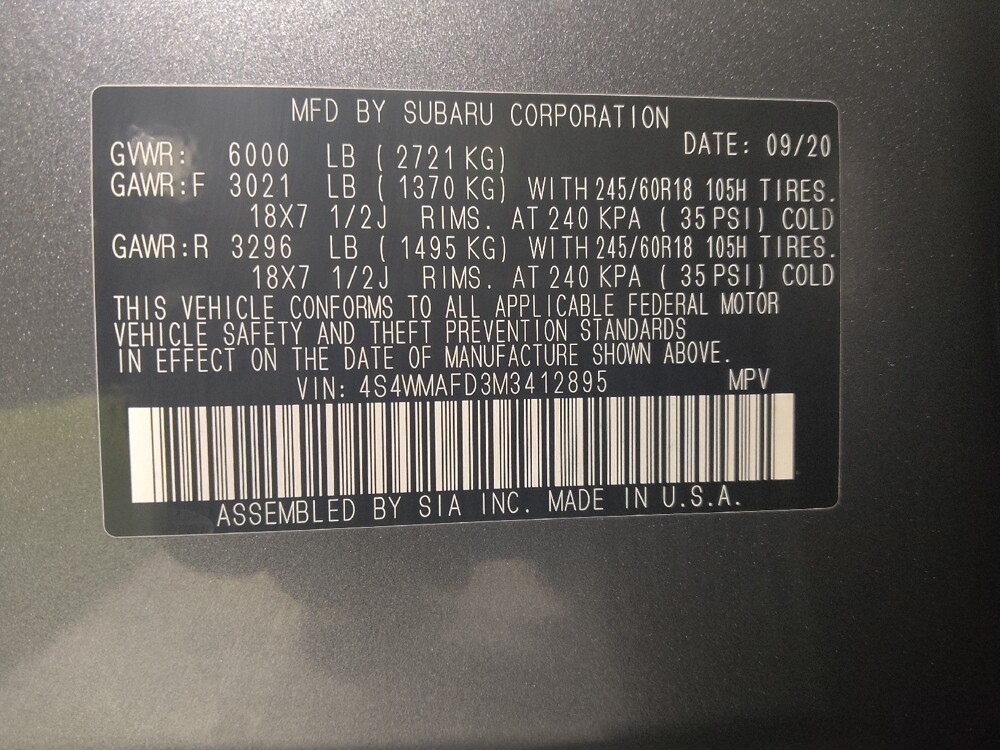 MFD BY SUBARU CORPORATION
DATE: 09/20
GVWR: 6000 LB (2721 KG)
GAWR:F 3021 LB (1370 KG) WITH 245/60R18 105H TIRES.
18X7 1/2J RIMS. AT 240 KPA (35 PSI) COLD
GAWR:R 3296 LB (1495 KG) WITH 245/60R18 105H TIRES.
18X7 1/2J RIMS. AT 240 KPA (35 PSI) COLD
THIS VEHICLE CONFORMS TO ALL APPLICABLE FEDERAL MOTOR
VEHICLE SAFETY AND THEFT PREVENTION STANDARDS
IN EFFECT ON THE DATE OF MANUFACTURE SHOWN ABOVE.
VIN: 4S4WMAFD3M3412895 MPV
ASSEMBLED BY SIA INC. MADE IN U.S.A.